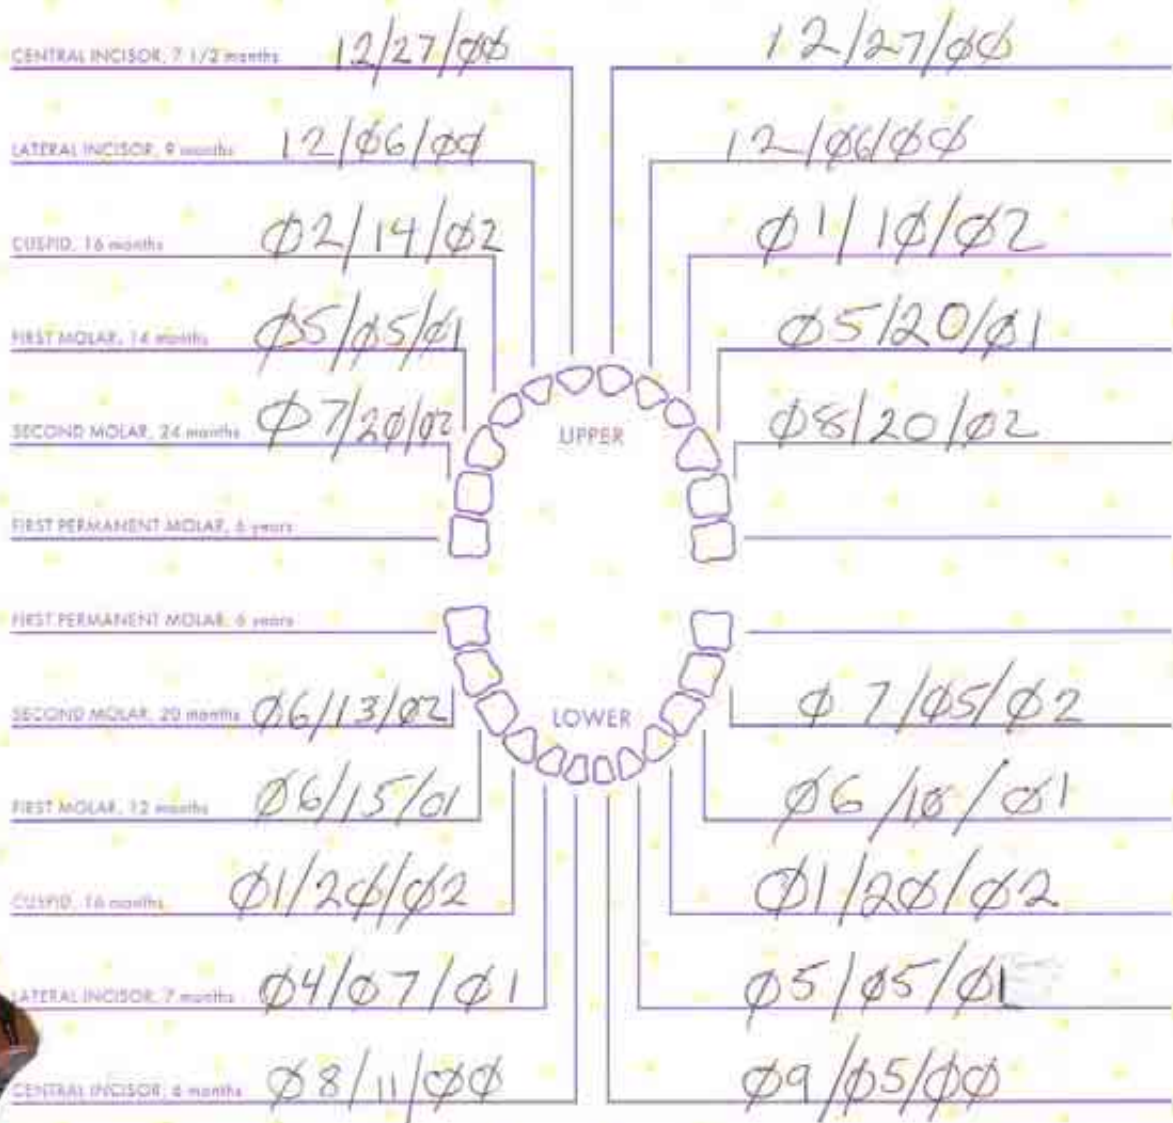 CENTRAL INCISOR, 7 1/2 months 12/27/ØØ 12/27/ØØ
LATERAL INCISOR, 9 months 12/Ø6/ØØ 12/Ø6/ØØ
CUSPID, 16 months Ø2/14/Ø2 Ø1/1Ø/Ø2
FIRST MOLAR, 14 months Ø5/Ø5/Ø1 Ø5/20/Ø1
SECOND MOLAR, 24 months Ø7/2Ø/Ø2 Ø8/20/Ø2
UPPER
FIRST PERMANENT MOLAR, 6 years
FIRST PERMANENT MOLAR, 6 years
SECOND MOLAR, 20 months Ø6/13/Ø2 Ø7/Ø5/Ø2
LOWER
FIRST MOLAR, 12 months Ø6/15/01 Ø6/1Ø/Ø1
CUSPID, 16 months Ø1/2Ø/Ø2 Ø1/2Ø/Ø2
LATERAL INCISOR, 7 months Ø4/Ø7/Ø1 Ø5/Ø5/Ø1
CENTRAL INCISOR, 6 months Ø8/11/ØØ Ø9/Ø5/ØØ